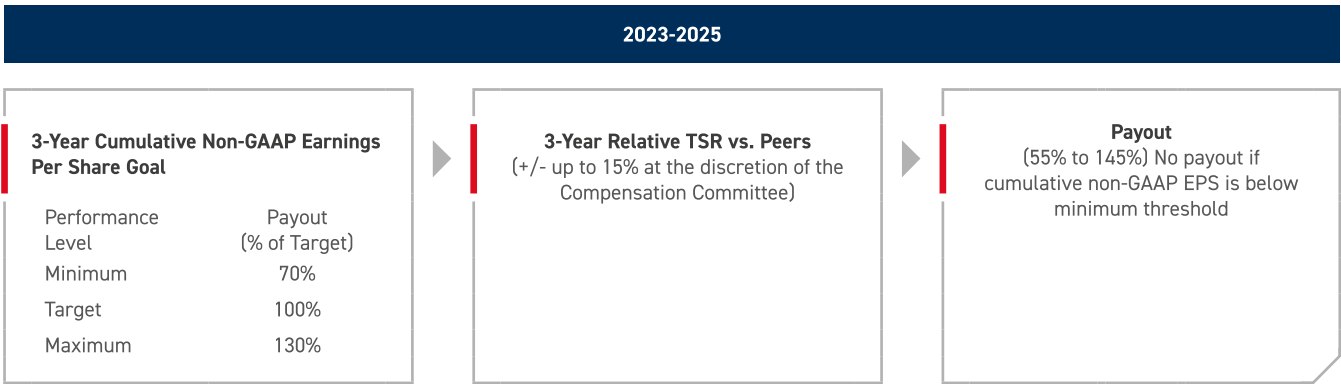 2023-2025
3-Year Cumulative Non-GAAP Earnings
Per Share Goal
Performance Payout
Level (% of Target)
Minimum 70%
Target 100%
Maximum 130%
3-Year Relative TSR vs. Peers
(+/- up to 15% at the discretion of the
Compensation Committee)
Payout
(55% to 145%) No payout if
cumulative non-GAAP EPS is below
minimum threshold